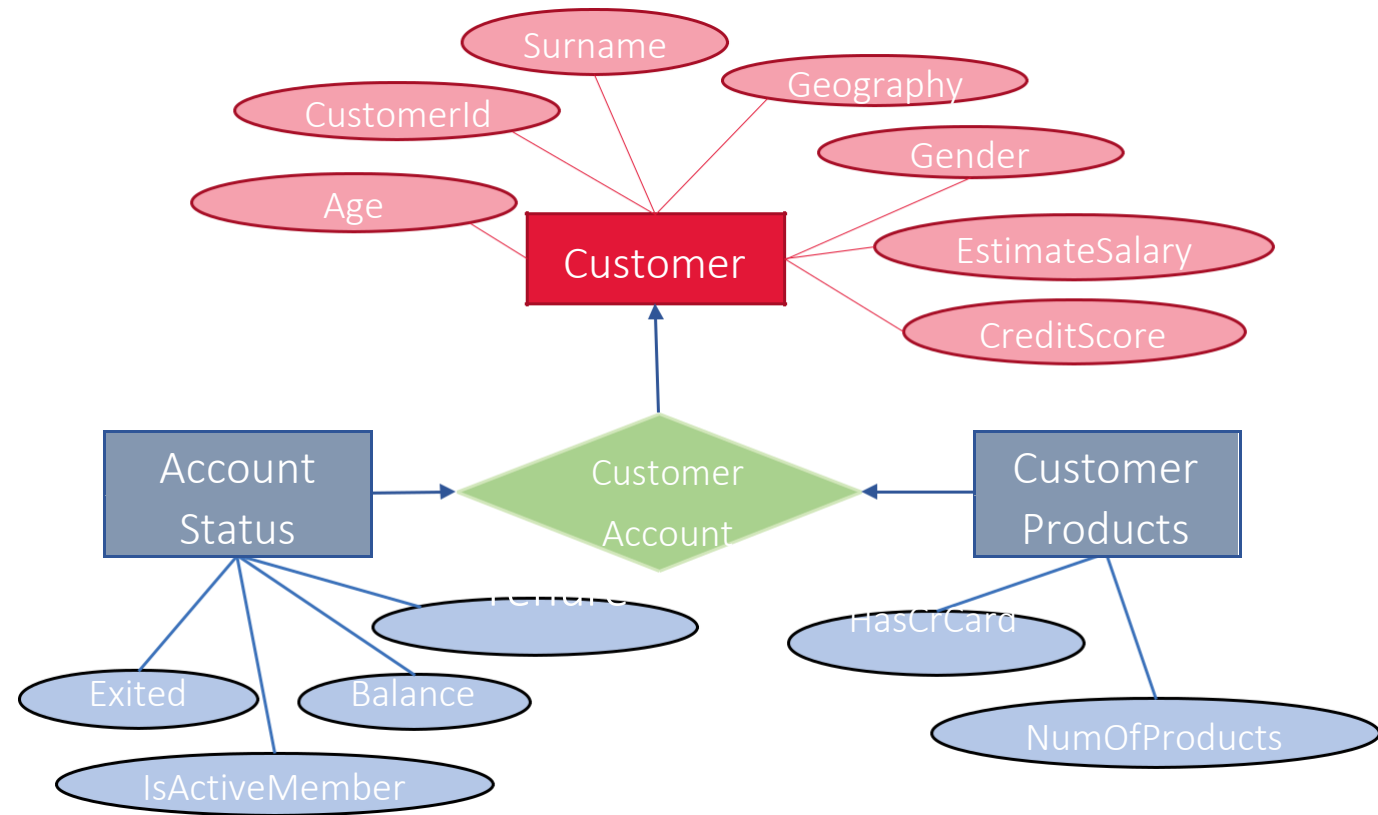 Surname
Geography
CustomerId
Gender
Age
EstimateSalary
Customer
CreditScore
Account
Status
Customer
Account
Customer
Products
Tenure
HasCrCard
Exited
Balance
NumOfProducts
IsActiveMember